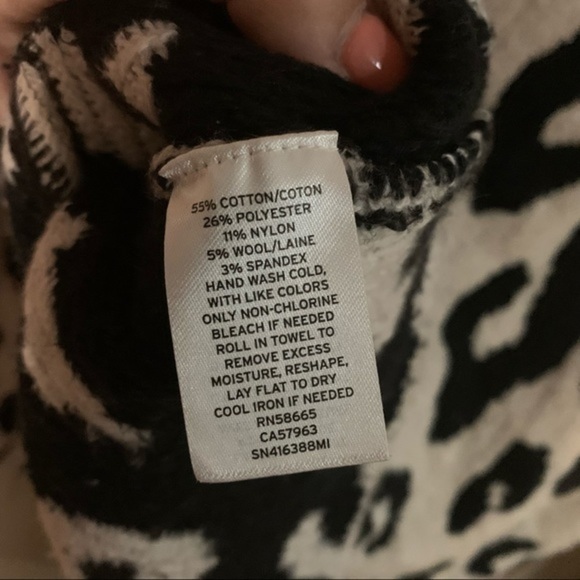 55% COTTON/COTON
26% POLYESTER
11% NYLON
5% WOOL/LAINE
3% SPANDEX
HAND WASH COLD,
WITH LIKE COLORS
ONLY NON-CHLORINE
BLEACH IF NEEDED
ROLL IN TOWEL TO
REMOVE EXCESS
MOISTURE, RESHAPE,
LAY FLAT TO DRY
COOL IRON IF NEEDED
RN58665
CA57963
SN416388MI